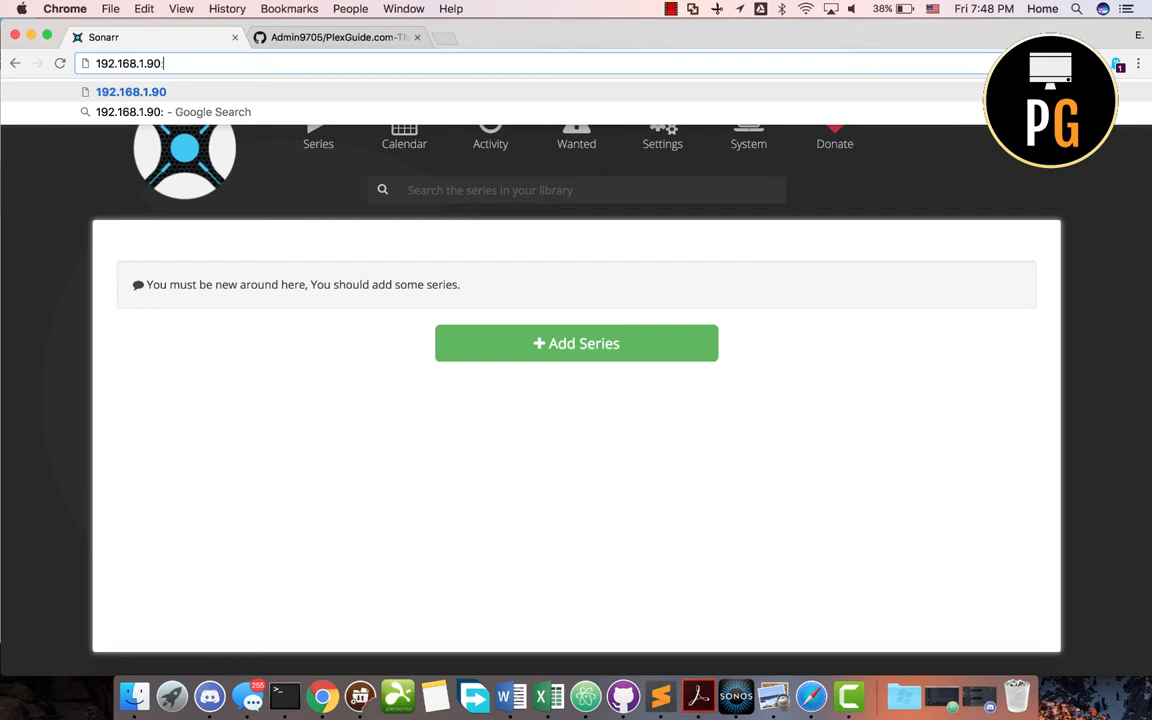 Chrome File Edit View History Bookmarks People Window Help 38% Fri 7:48 PM Home
Sonarr Admin9705/PlexGuide.com-Th E.
192.168.1.90: 1
192.168.1.90
192.168.1.90: - Google Search
PG
Series Calendar Activity Wanted Settings System Donate
Search the series in your library
You must be new around here, You should add some series.
+ Add Series
255
personal